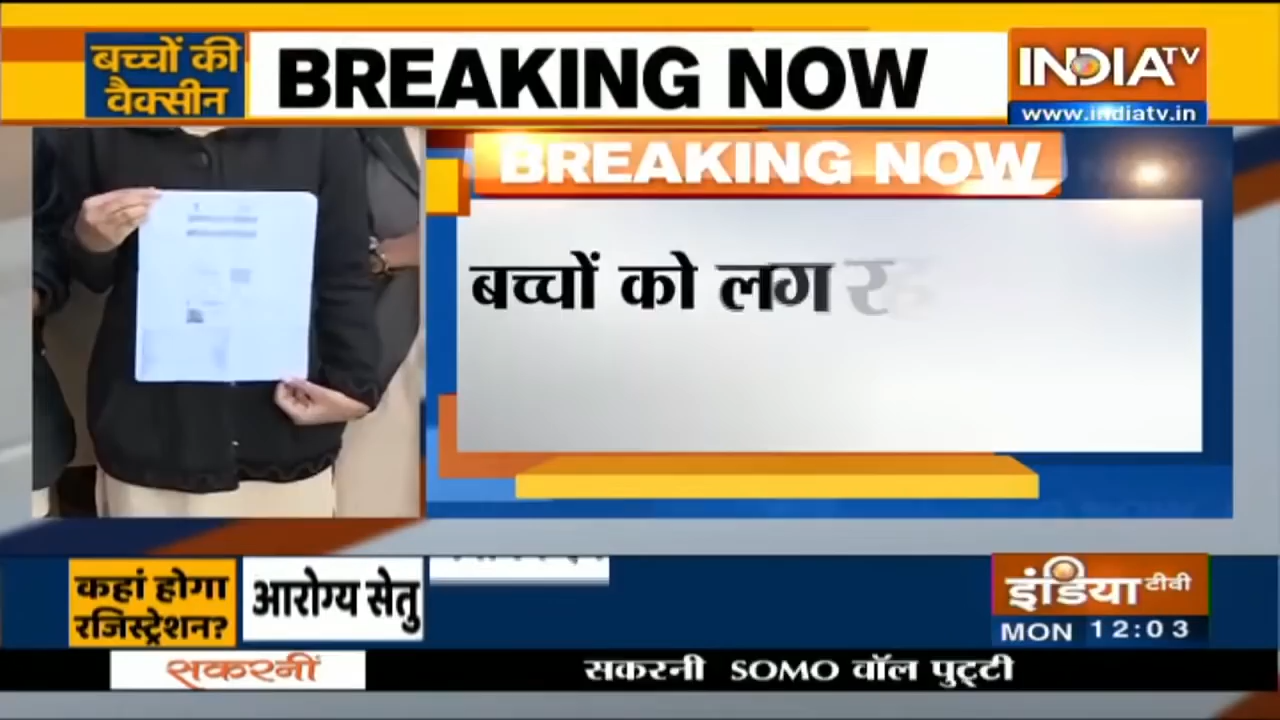 बच्चों की
वैक्सीन
BREAKING NOW
INDIA TV
www.indiatv.in
BREAKING NOW
बच्चों को लग
कहां होगा
रजिस्ट्रेशन?
आरोग्य सेतु
इंडिया टीवी
MON 12:03
सकरनी
सकरनी SOMO वॉल पुट्टी